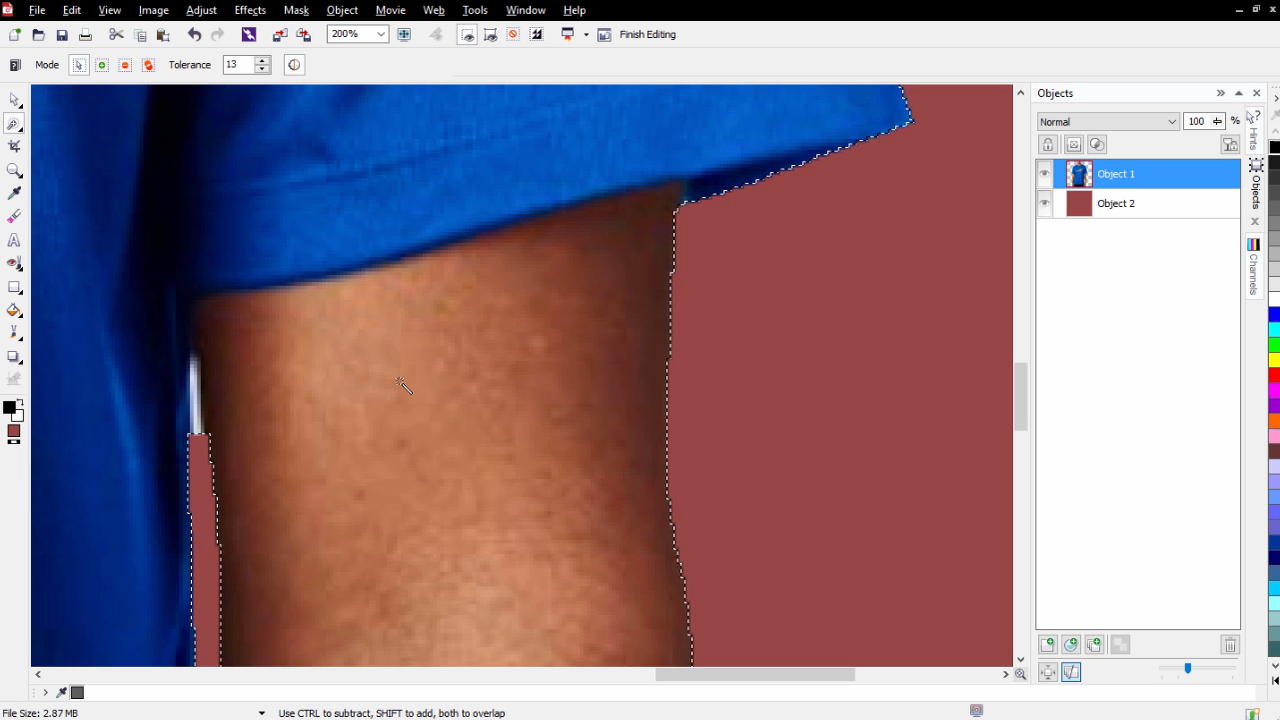 File Edit View Image Adjust Effects Mask Object Movie Web Tools Window Help
200% Finish Editing
Mode Tolerance 13
Objects
Normal 100 %
Object 1
Object 2
Hints
Objects
Channels
File Size: 2.87 MB Use CTRL to subtract, SHIFT to add, both to overlap